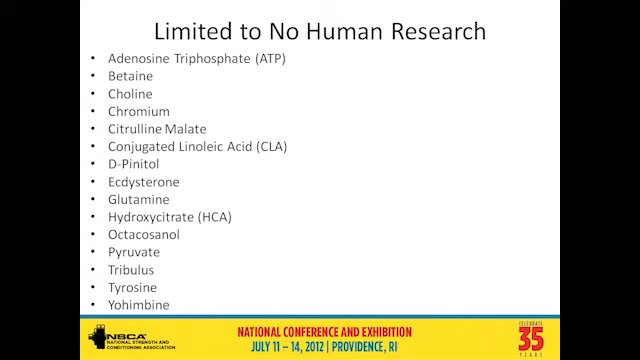 Limited to No Human Research
• Adenosine Triphosphate (ATP)
• Betaine
• Choline
• Chromium
• Citrulline Malate
• Conjugated Linoleic Acid (CLA)
• D-Pinitol
• Ecdysterone
• Glutamine
• Hydroxycitrate (HCA)
• Octacosanol
• Pyruvate
• Tribulus
• Tyrosine
• Yohimbine
NSCA
NATIONAL STRENGTH AND
CONDITIONING ASSOCIATION
NATIONAL CONFERENCE AND EXHIBITION
JULY 11 – 14, 2012 | PROVIDENCE, RI
CELEBRATE
35
YEARS